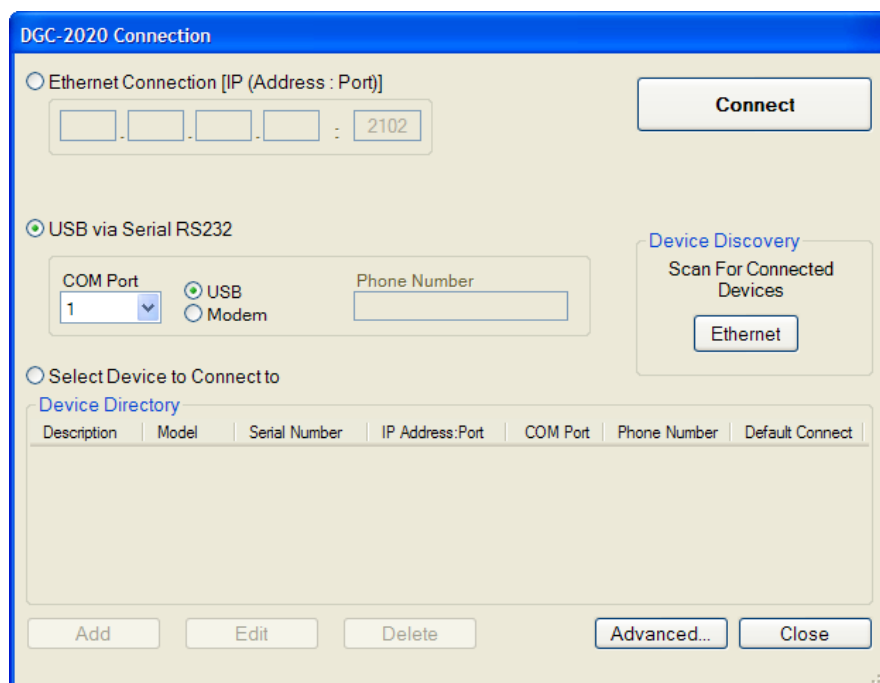 DGC-2020 Connection
Ethernet Connection [IP (Address : Port)]
. . . : 2102
Connect
USB via Serial RS232
COM Port
1
USB
Modem
Phone Number
Device Discovery
Scan For Connected
Devices
Ethernet
Select Device to Connect to
Device Directory
Description Model Serial Number IP Address:Port COM Port Phone Number Default Connect
Add Edit Delete Advanced... Close